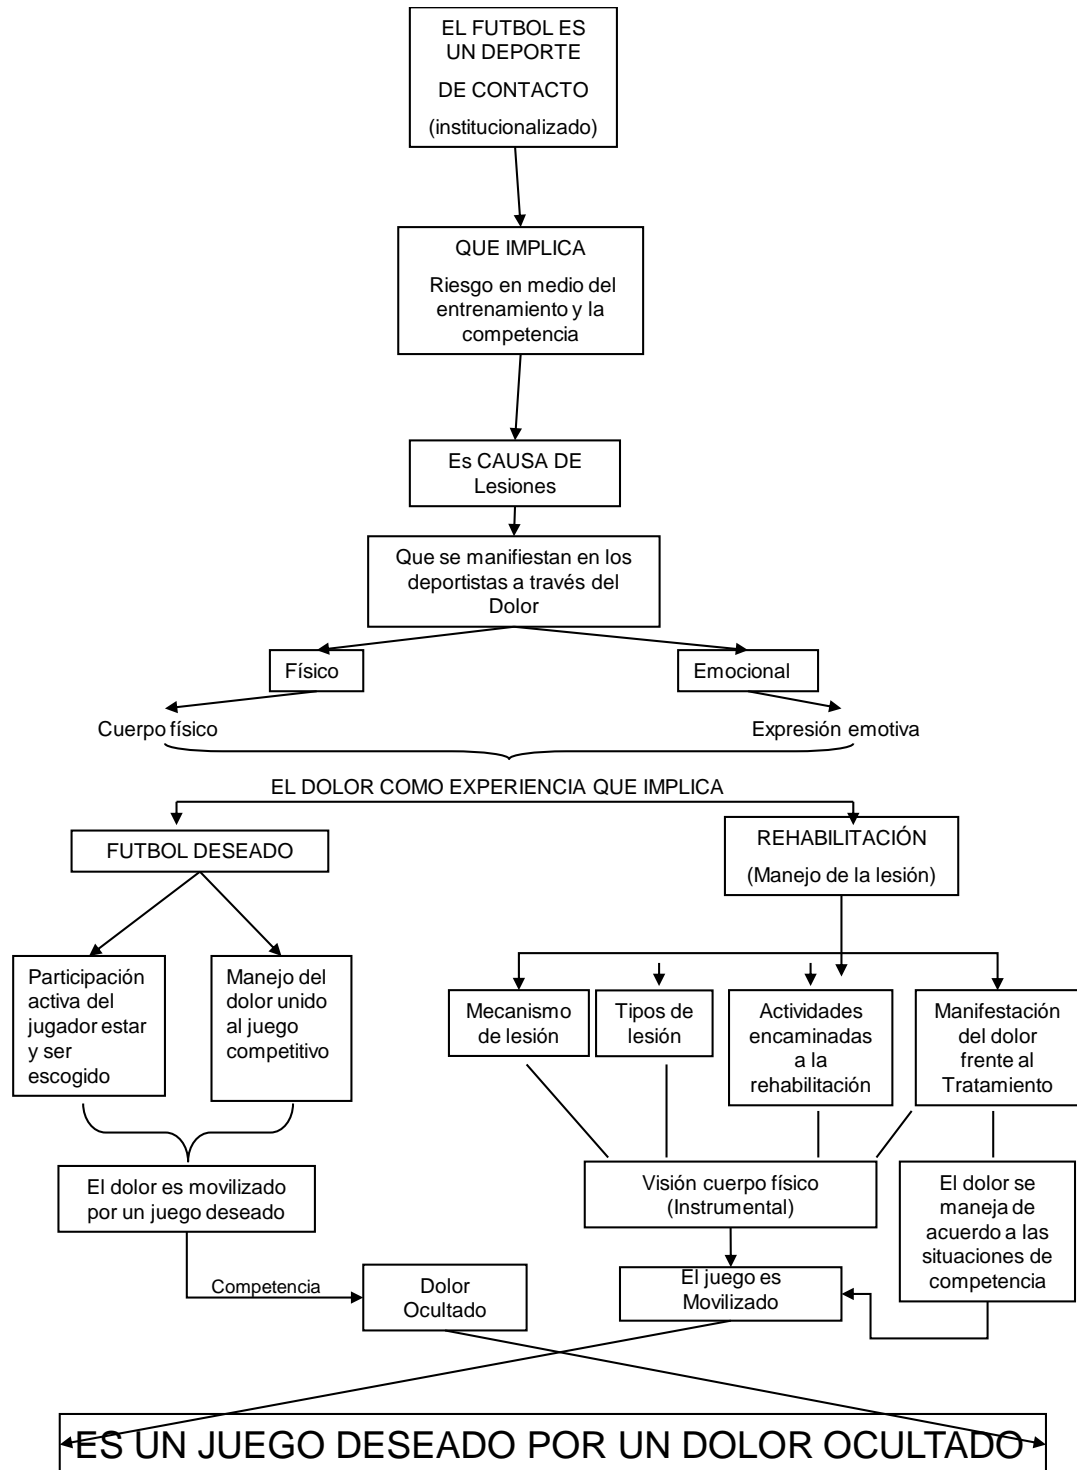 EL FUTBOL ES
UN DEPORTE
DE CONTACTO
(institucionalizado)
QUE IMPLICA
Riesgo en medio del
entrenamiento y la
competencia
Es CAUSA DE
Lesiones
Que se manifiestan en los
deportistas a través del
Dolor
Físico
Emocional
Cuerpo físico
Expresión emotiva
EL DOLOR COMO EXPERIENCIA QUE IMPLICA
FUTBOL DESEADO
REHABILITACIÓN
(Manejo de la lesión)
Participación
activa del
jugador estar
y ser
escogido
Manejo del
dolor unido
al juego
competitivo
Mecanismo
de lesión
Tipos de
lesión
Actividades
encaminadas
a la
rehabilitación
Manifestación
del dolor
frente al
Tratamiento
El dolor es movilizado
por un juego deseado
Visión cuerpo físico
(Instrumental)
El dolor se
maneja de
acuerdo a las
situaciones de
competencia
Competencia
Dolor
Ocultado
El juego es
Movilizado
ES UN JUEGO DESEADO POR UN DOLOR OCULTADO